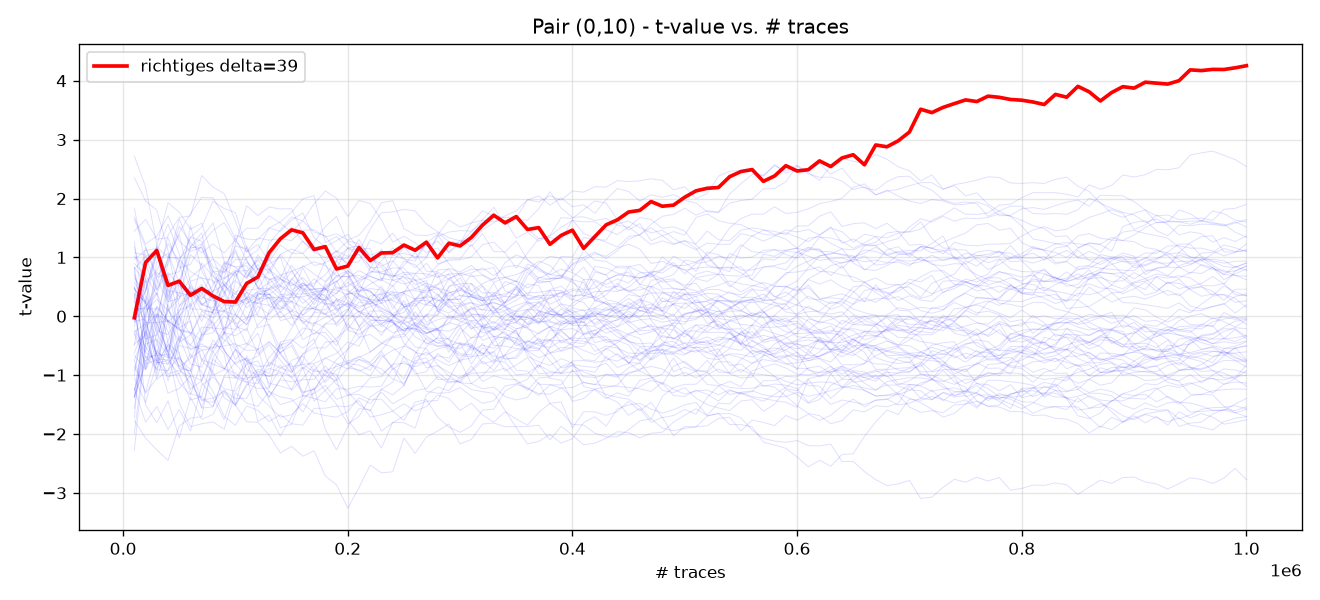 Pair (0,10) - t-value vs. # traces
richtiges delta=39
t-value
4
3
2
1
0
−1
−2
−3
0.0 0.2 0.4 0.6 0.8 1.0
1e6
# traces